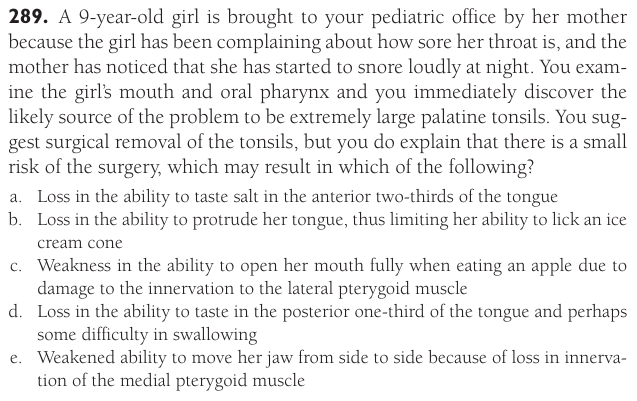 289. A 9-year-old girl is brought to your pediatric office by her mother
because the girl has been complaining about how sore her throat is, and the
mother has noticed that she has started to snore loudly at night. You exam-
ine the girl's mouth and oral pharynx and you immediately discover the
likely source of the problem to be extremely large palatine tonsils. You sug-
gest surgical removal of the tonsils, but you do explain that there is a small
risk of the surgery, which may result in which of the following?
a. Loss in the ability to taste salt in the anterior two-thirds of the tongue
b. Loss in the ability to protrude her tongue, thus limiting her ability to lick an ice
cream cone
c. Weakness in the ability to open her mouth fully when eating an apple due to
damage to the innervation to the lateral pterygoid muscle
d. Loss in the ability to taste in the posterior one-third of the tongue and perhaps
some difficulty in swallowing
e. Weakened ability to move her jaw from side to side because of loss in innerva-
tion of the medial pterygoid muscle